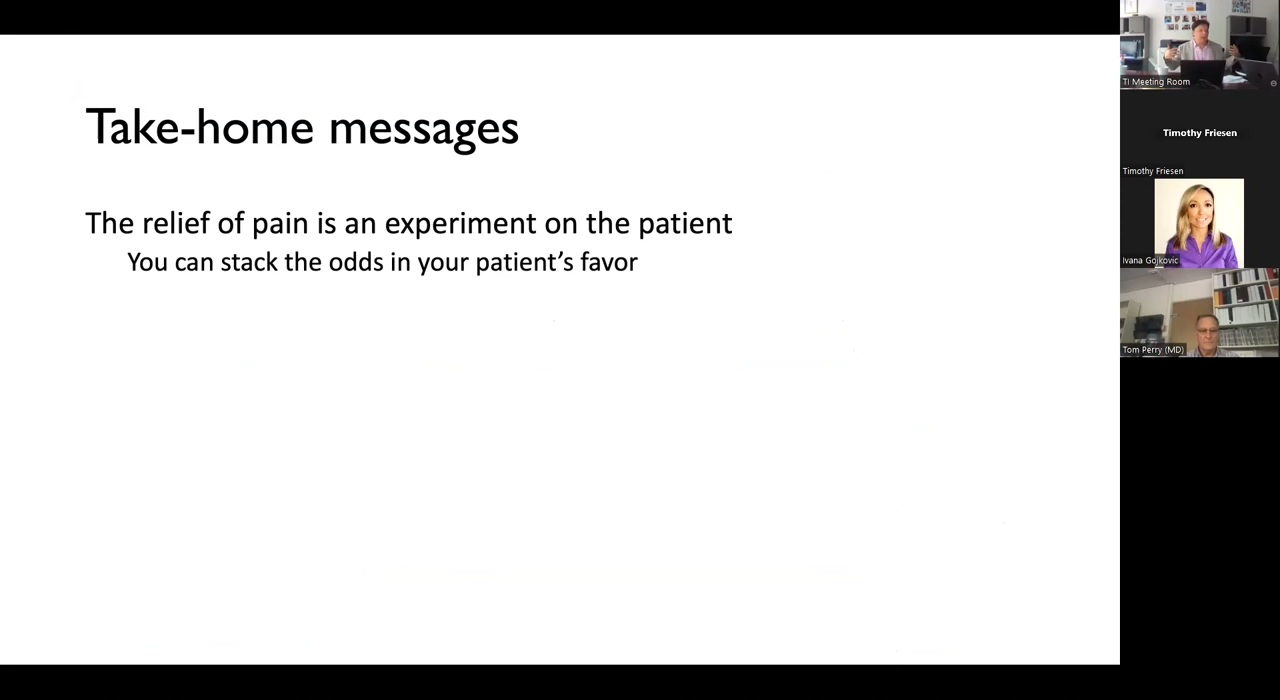 Take-home messages
The relief of pain is an experiment on the patient
You can stack the odds in your patient’s favor
TI Meeting Room
Timothy Friesen
Timothy Friesen
Ivana Gojkovic
Tom Perry (MD)